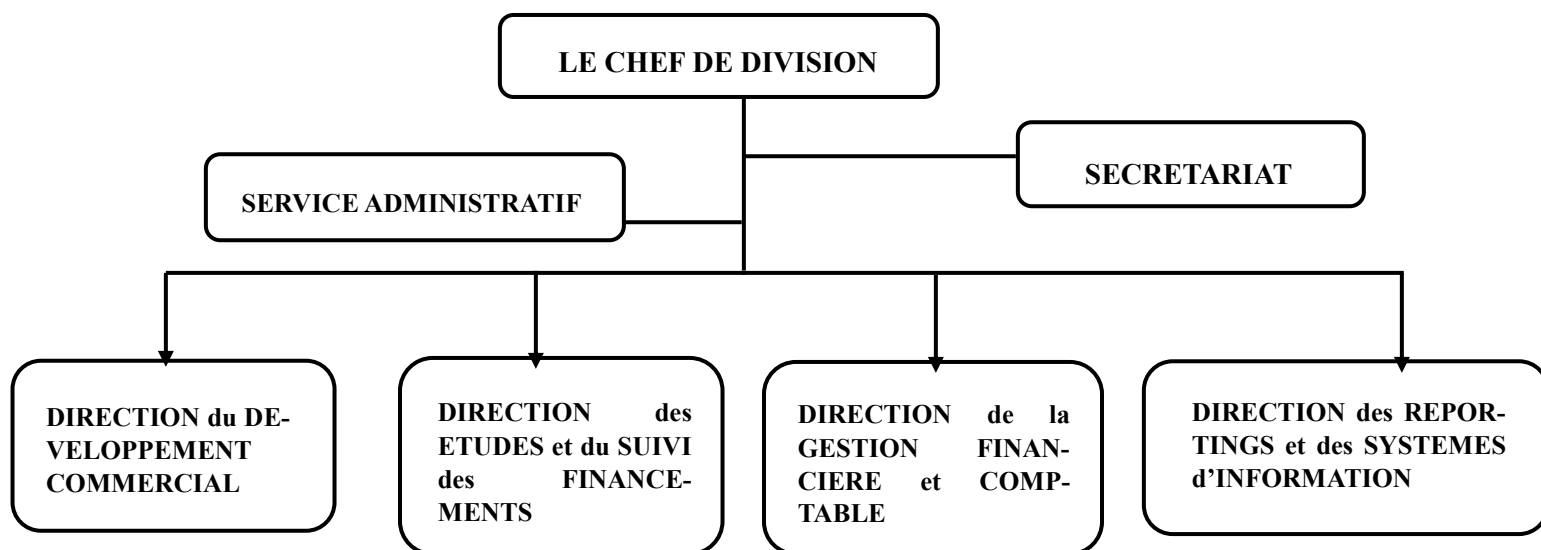 LE CHEF DE DIVISION
SECRETARIAT
SERVICE ADMINISTRATIF
DIRECTION du DE-
VELOPPEMENT
COMMERCIAL
DIRECTION des
ETUDES et du SUIVI
des FINANCE-
MENTS
DIRECTION de la
GESTION FINAN-
CIERE et COMP-
TABLE
DIRECTION des REPOR-
TINGS et des SYSTEMES
d’INFORMATION